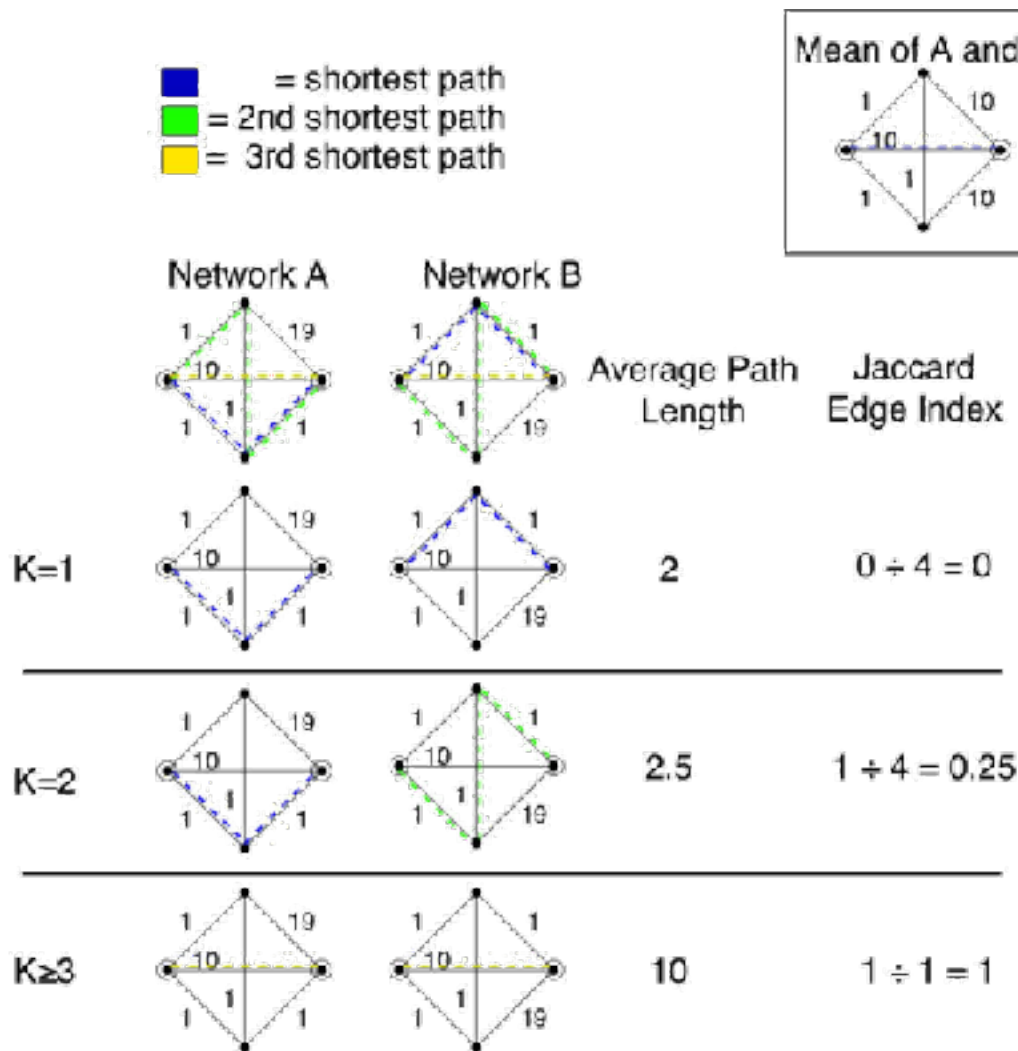 = shortest path
= 2nd shortest path
= 3rd shortest path
Mean of A and
1 10
10
1
1 10
Network A Network B
1 19 1 1
10 10
1 1
1 1 1 19
Average Path Length
Jaccard Edge Index
K=1
1 19 1 1
10 10
1 1
1 1 1 19
2
0 ÷ 4 = 0
K=2
1 19 1 1
10 10
1 1
1 1 1 19
2.5
1 ÷ 4 = 0.25
K≥3
1 19 1 1
10 10
1 1
1 1 1 19
10
1 ÷ 1 = 1